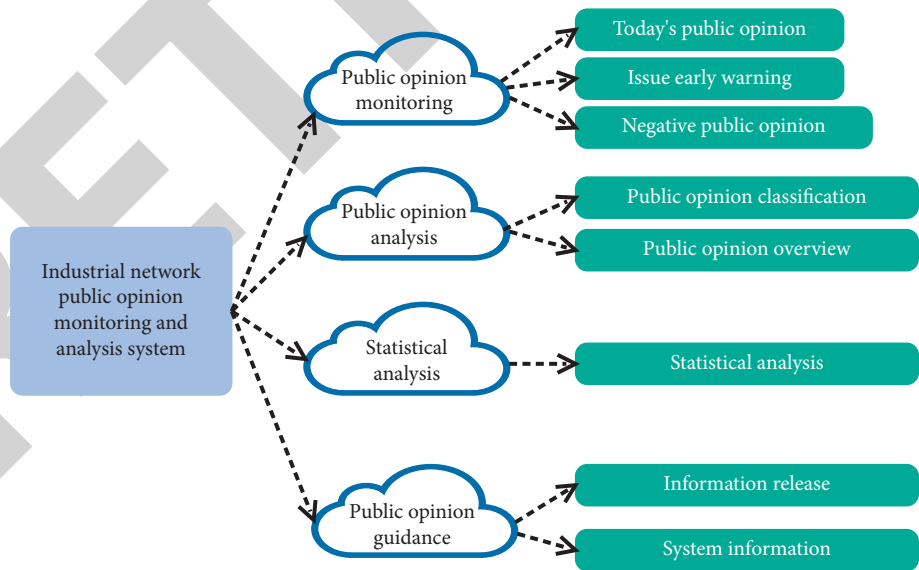 Industrial network
public opinion
monitoring and
analysis system
Public opinion
monitoring
Today's public opinion
Issue early warning
Negative public opinion
Public opinion
analysis
Public opinion classification
Public opinion overview
Statistical
analysis
Statistical analysis
Public opinion
guidance
Information release
System information